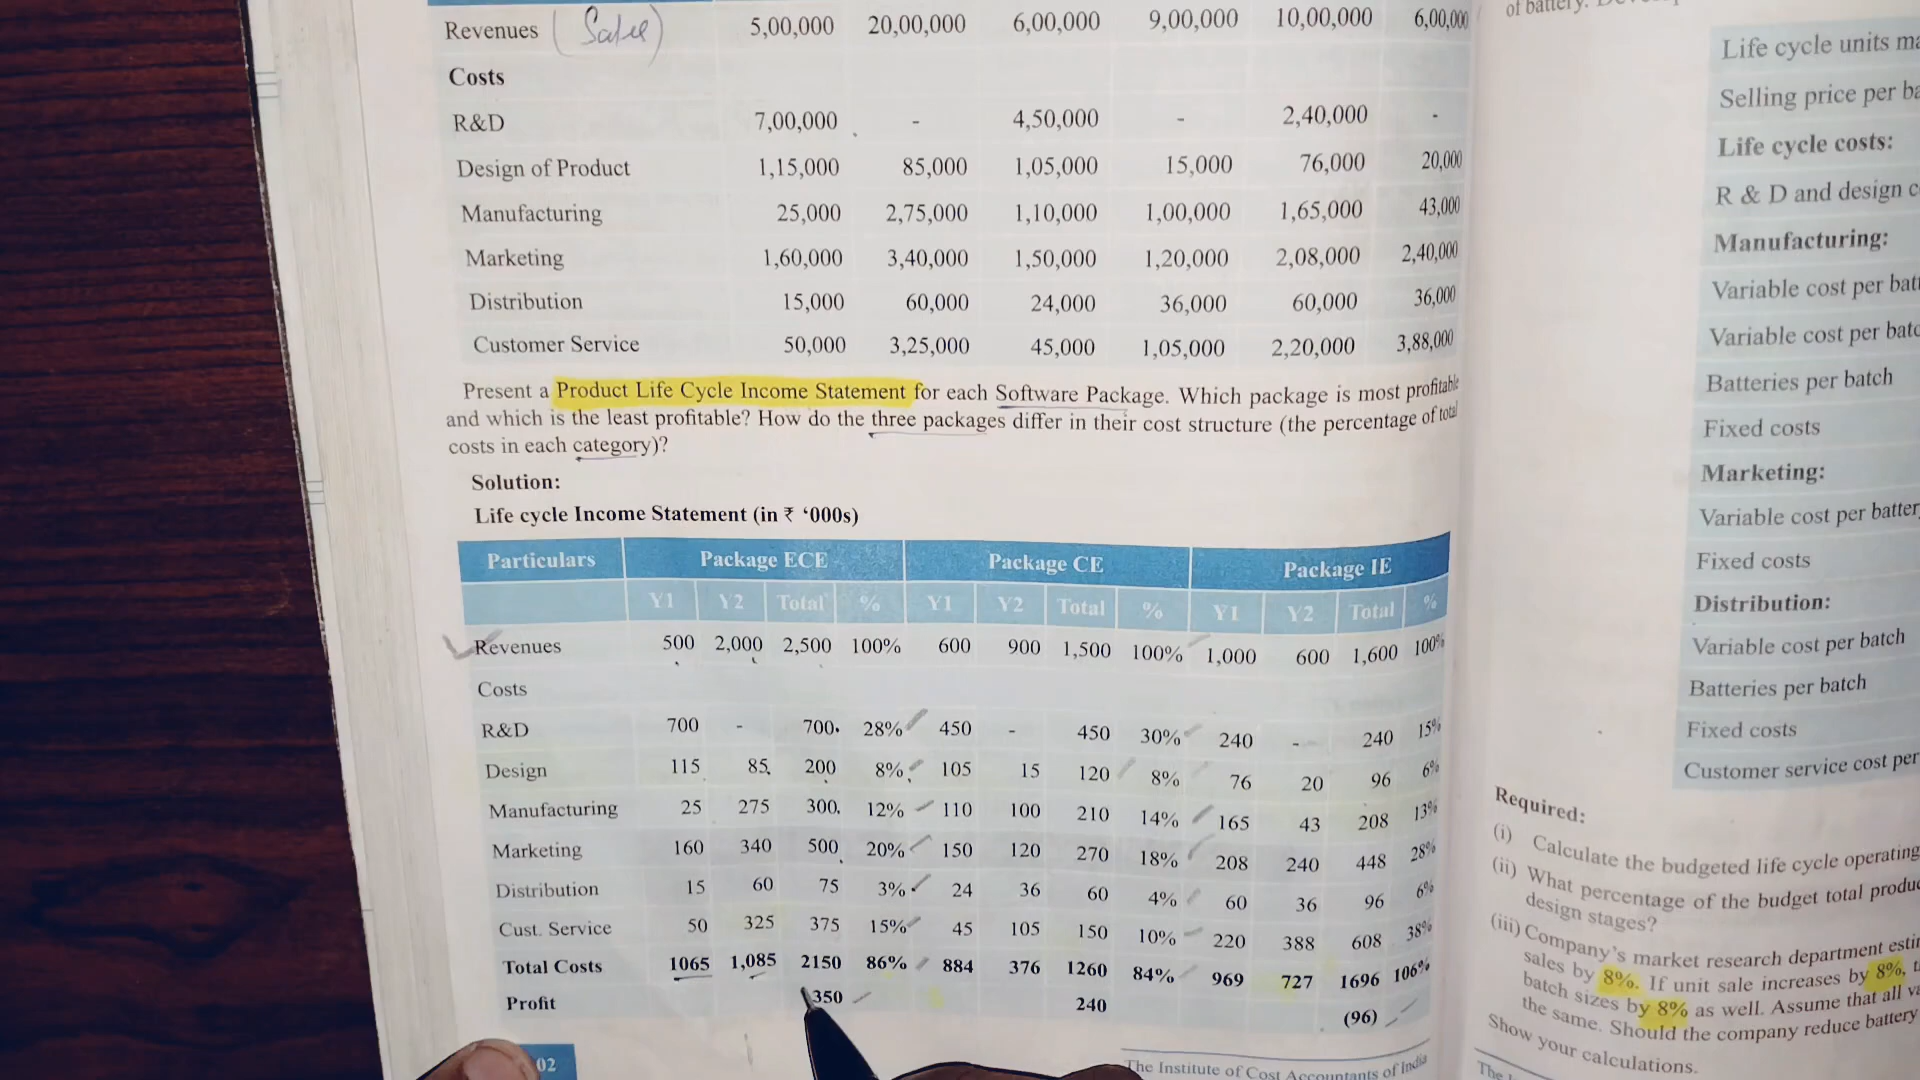 Revenues (Sales) 5,00,000 20,00,000 6,00,000 9,00,000 10,00,000 6,00,000
Costs
R&D 7,00,000 - 4,50,000 - 2,40,000 -
Design of Product 1,15,000 85,000 1,05,000 15,000 76,000 20,000
Manufacturing 25,000 2,75,000 1,10,000 1,00,000 1,65,000 43,000
Marketing 1,60,000 3,40,000 1,50,000 1,20,000 2,08,000 2,40,000
Distribution 15,000 60,000 24,000 36,000 60,000 36,000
Customer Service 50,000 3,25,000 45,000 1,05,000 2,20,000 3,88,000
Present a Product Life Cycle Income Statement for each Software Package. Which package is most profitable
and which is the least profitable? How do the three packages differ in their cost structure (the percentage of total
costs in each category)?
Solution:
Life cycle Income Statement (in ₹ ‘000s)
Particulars Package ECE Package CE Package IE
Y1 Y2 Total % Y1 Y2 Total % Y1 Y2 Total %
Revenues 500 2,000 2,500 100% 600 900 1,500 100% 1,000 600 1,600 100%
Costs
R&D 700 - 700 28% 450 - 450 30% 240 - 240 15%
Design 115 85 200 8% 105 15 120 8% 76 20 96 6%
Manufacturing 25 275 300 12% 110 100 210 14% 165 43 208 13%
Marketing 160 340 500 20% 150 120 270 18% 208 240 448 28%
Distribution 15 60 75 3% 24 36 60 4% 60 36 96 6%
Cust. Service 50 325 375 15% 45 105 150 10% 220 388 608 38%
Total Costs 1065 1,085 2150 86% 884 376 1260 84% 969 727 1696 106%
Profit 350 240 (96)
02
The Institute of Cost Accountants of India
of battery.
Life cycle units
Selling price per
Life cycle costs:
R & D and design
Manufacturing:
Variable cost per
Variable cost per
Batteries per batch
Fixed costs
Marketing:
Variable cost per
Fixed costs
Distribution:
Variable cost per batch
Batteries per batch
Fixed costs
Customer service cost per
Required:
(i) Calculate the budgeted life cycle operating
(ii) What percentage of the budget total
design stages?
(iii) Company’s market research department
sales by 8%. If unit sale increases by 8%,
batch sizes by 8% as well. Assume that all
the same. Should the company reduce battery
Show your calculations.
The